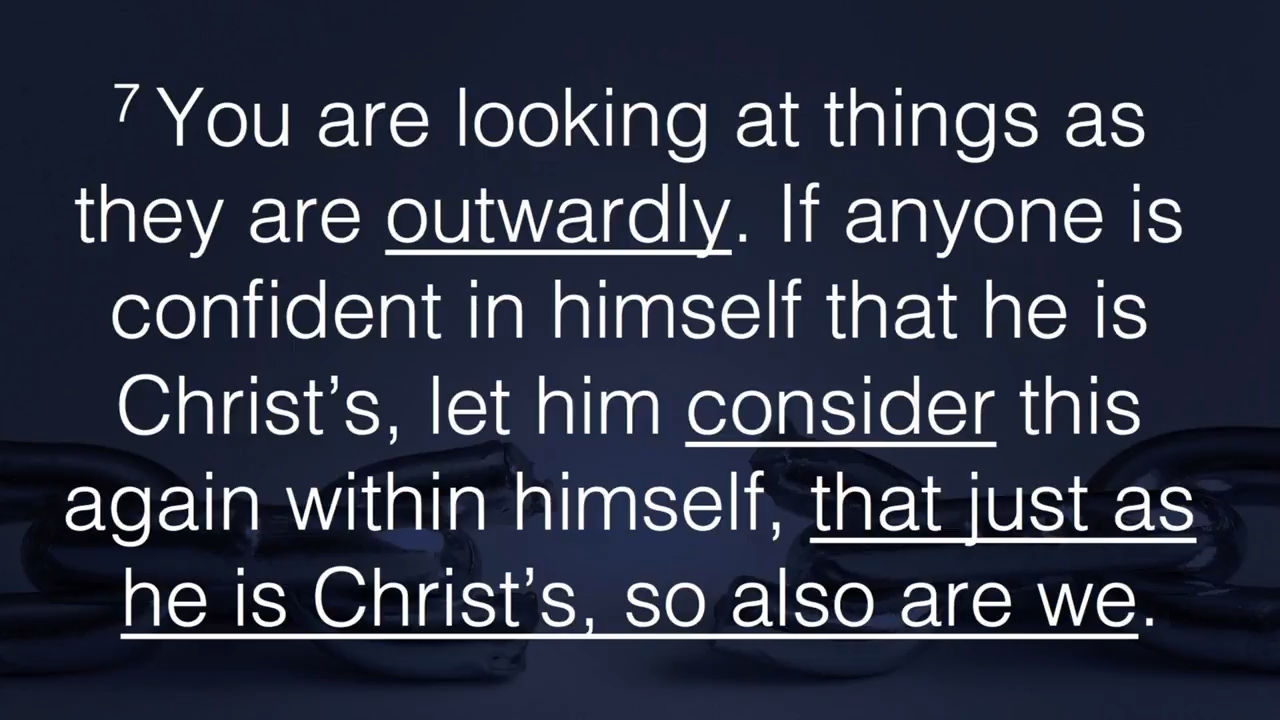 7 You are looking at things as
they are outwardly. If anyone is
confident in himself that he is
Christ’s, let him consider this
again within himself, that just as
he is Christ’s, so also are we.